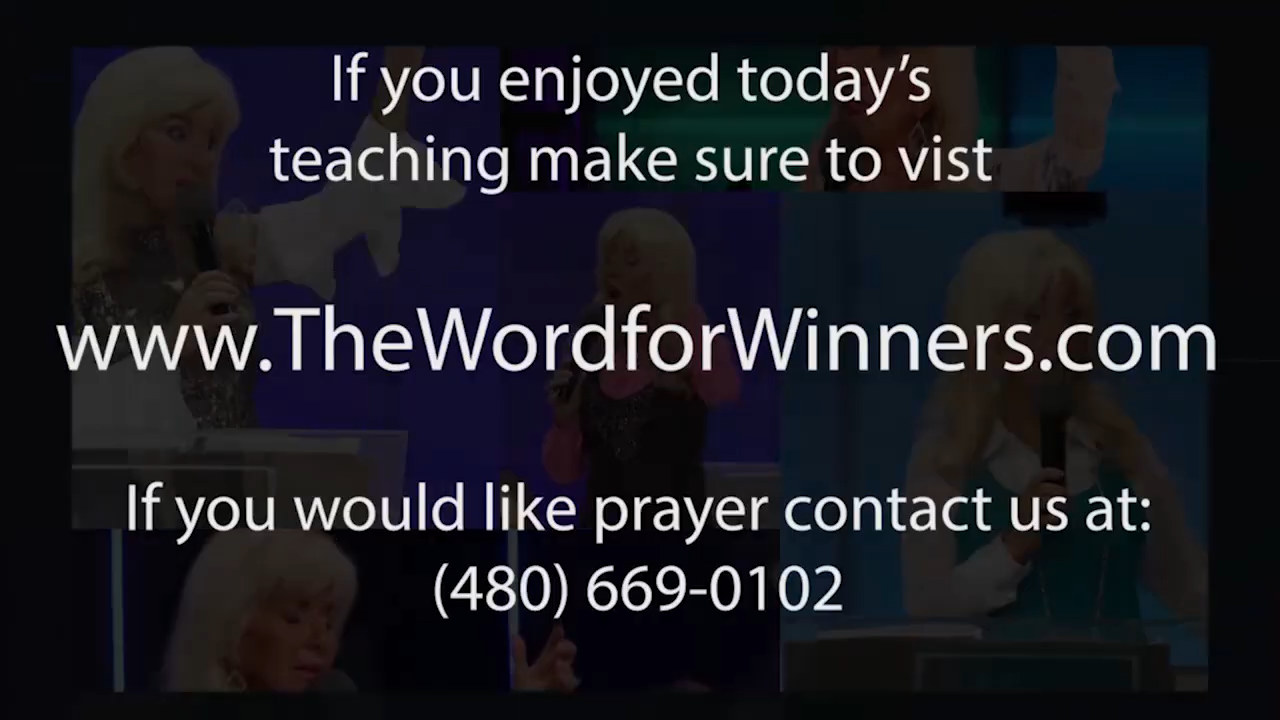 If you enjoyed today’s
teaching make sure to vist
www.TheWordforWinners.com
If you would like prayer contact us at:
(480) 669-0102